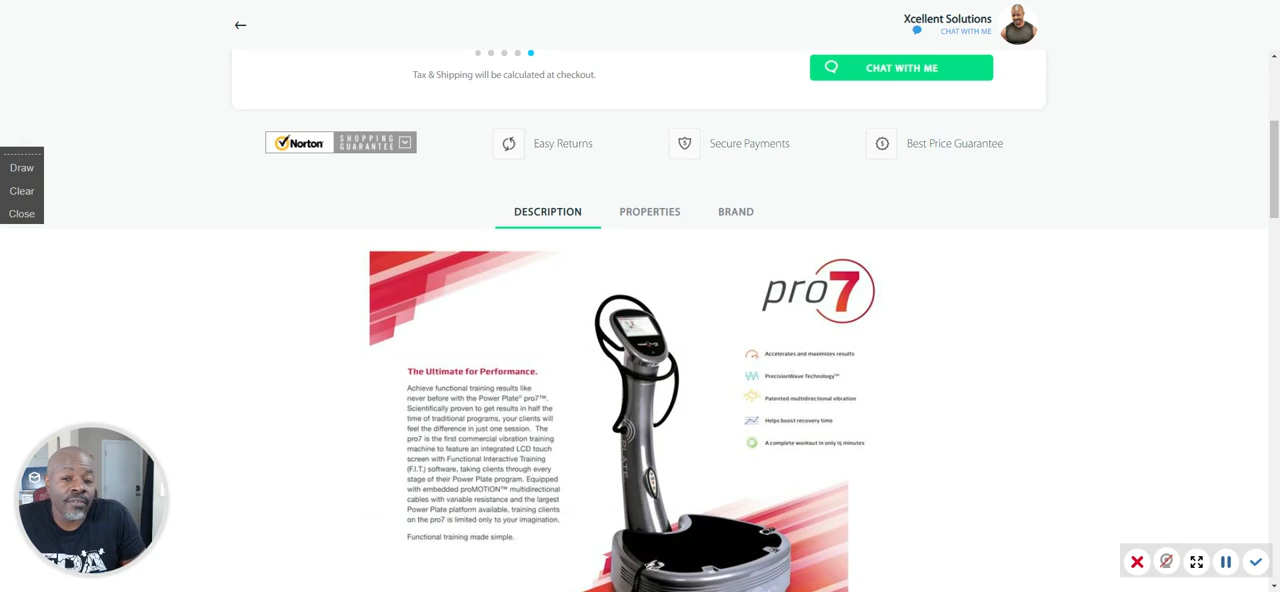 Xcellent Solutions
CHAT WITH ME
Tax & Shipping will be calculated at checkout.
CHAT WITH ME
Norton
SHOPPING
GUARANTEE
Easy Returns
Secure Payments
Best Price Guarantee
Draw
Clear
Close
DESCRIPTION
PROPERTIES
BRAND
pro7
The Ultimate for Performance.
Achieve functional training results like
never before with the Power Plate® pro7™.
Scientifically proven to get results in half the
time of traditional programs, your clients will
feel the difference in just one session. The
pro7 is the first commercial vibration training
machine to feature an integrated LCD touch
screen with Functional Interactive Training
(F.I.T.) software, taking clients through every
stage of their Power Plate program. Equipped
with embedded proMOTION™ multidirectional
cables with variable resistance and the largest
Power Plate platform available, training clients
on the pro7 is limited only to your imagination.
Functional training made simple.
Accelerates and maximizes results
PrecisionWave Technology™
Patented multidirectional vibration
Helps boost recovery time
A complete workout in only 15 minutes